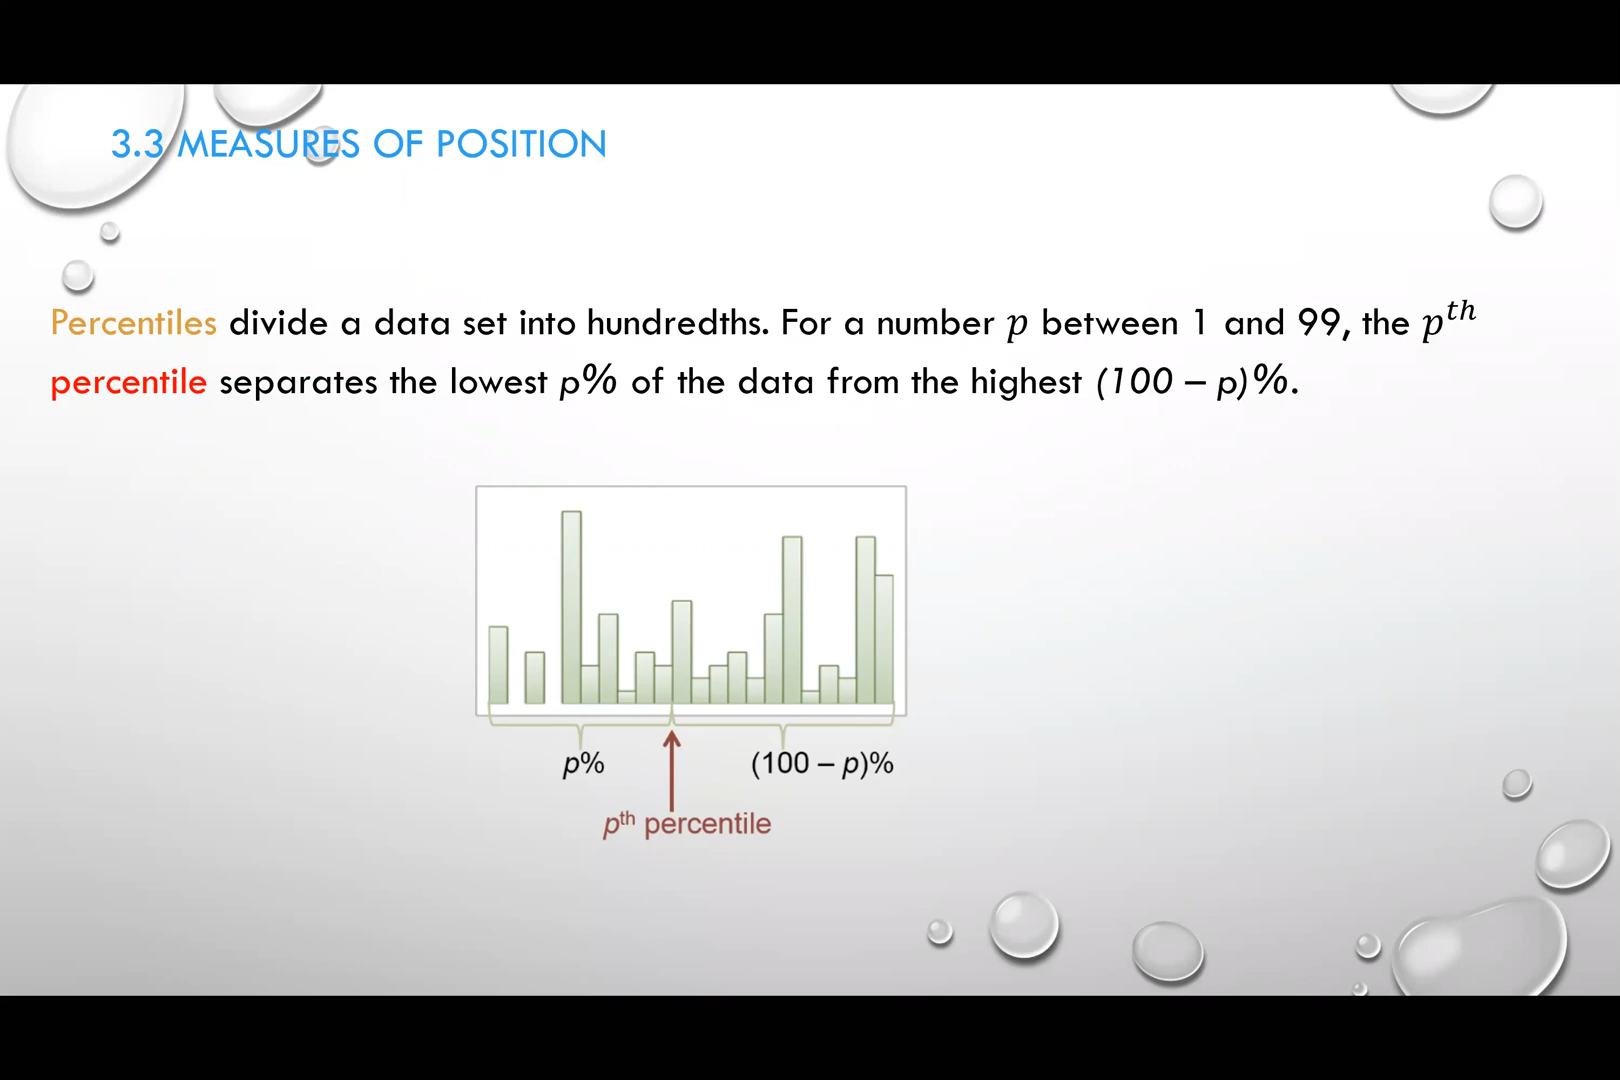 3.3 MEASURES OF POSITION
Percentiles divide a data set into hundredths. For a number p between 1 and 99, the pᵗʰ
percentile separates the lowest p% of the data from the highest (100 – p)%.
p% (100 – p)%
pᵗʰ percentile